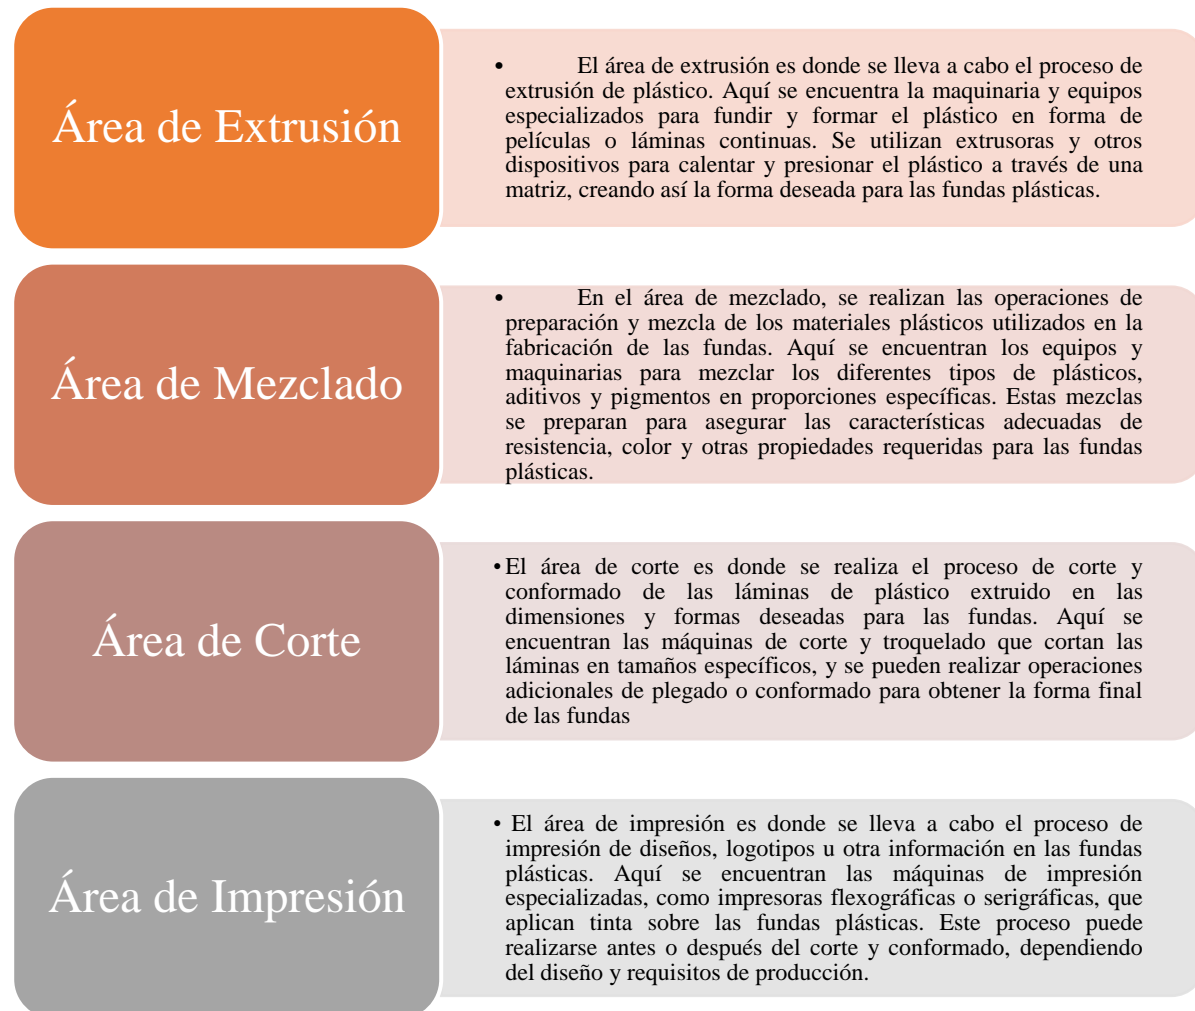 Área de Extrusión
• El área de extrusión es donde se lleva a cabo el proceso de
extrusión de plástico. Aquí se encuentra la maquinaria y equipos
especializados para fundir y formar el plástico en forma de
películas o láminas continuas. Se utilizan extrusoras y otros
dispositivos para calentar y presionar el plástico a través de una
matriz, creando así la forma deseada para las fundas plásticas.
Área de Mezclado
• En el área de mezclado, se realizan las operaciones de
preparación y mezcla de los materiales plásticos utilizados en la
fabricación de las fundas. Aquí se encuentran los equipos y
maquinarias para mezclar los diferentes tipos de plásticos,
aditivos y pigmentos en proporciones específicas. Estas mezclas
se preparan para asegurar las características adecuadas de
resistencia, color y otras propiedades requeridas para las fundas
plásticas.
Área de Corte
• El área de corte es donde se realiza el proceso de corte y
conformado de las láminas de plástico extruido en las
dimensiones y formas deseadas para las fundas. Aquí se
encuentran las máquinas de corte y troquelado que cortan las
láminas en tamaños específicos, y se pueden realizar operaciones
adicionales de plegado o conformado para obtener la forma final
de las fundas
Área de Impresión
• El área de impresión es donde se lleva a cabo el proceso de
impresión de diseños, logotipos u otra información en las fundas
plásticas. Aquí se encuentran las máquinas de impresión
especializadas, como impresoras flexográficas o serigráficas, que
aplican tinta sobre las fundas plásticas. Este proceso puede
realizarse antes o después del corte y conformado, dependiendo
del diseño y requisitos de producción.